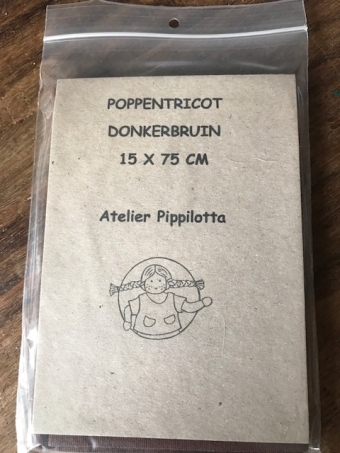 POPPENTRICOT
DONKERBRUIN
15 X 75 CM
Atelier Pippilotta